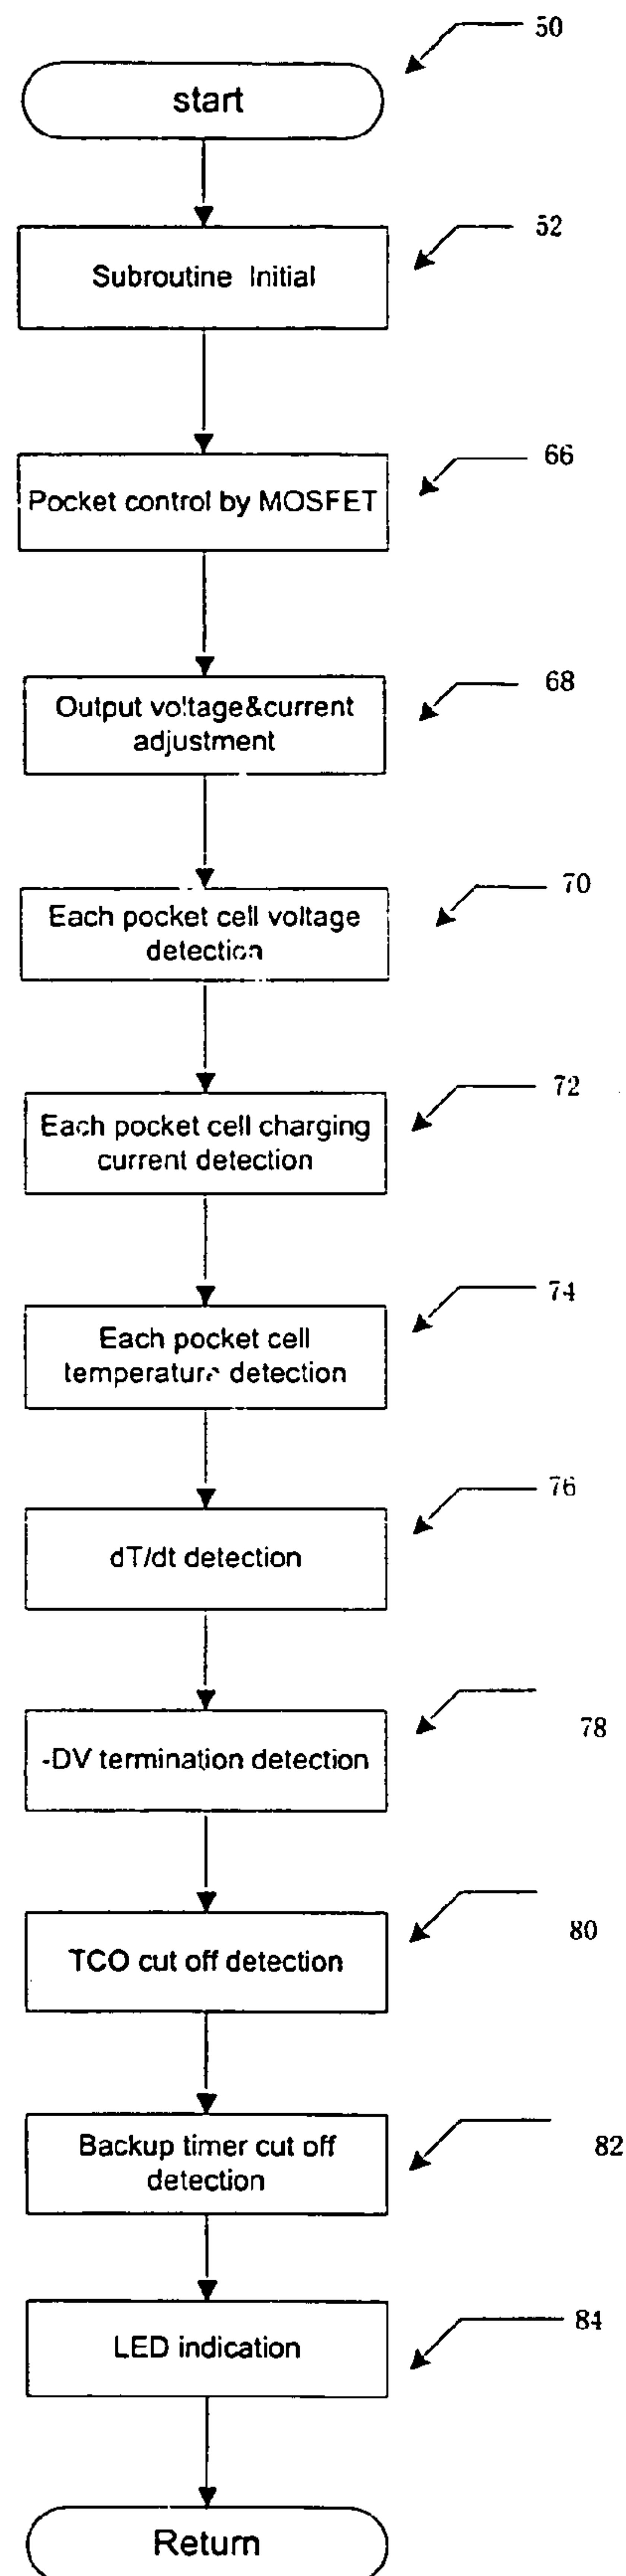 50
start
52
Subroutine Initial
66
Pocket control by MOSFET
68
Output voltage&current
adjustment
70
Each pocket cell voltage
detection
72
Each pocket cell charging
current detection
74
Each pocket cell
temperature detection
76
dT/dt detection
78
-DV termination detection
80
TCO cut off detection
82
Backup timer cut off
detection
84
LED indication
Return